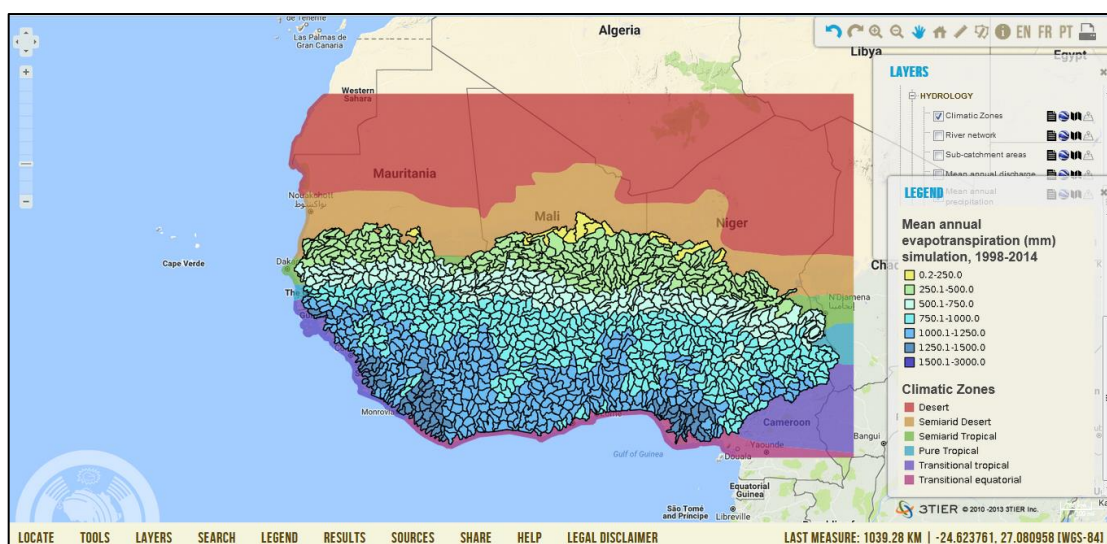 de Tenerife
Las Palmas de
Gran Canaria
Algeria
EN FR PT
Libya
Egypt
LAYERS
HYDROLOGY
Climatic Zones
River network
Sub-catchment areas
Mean annual discharge
Mean annual
precipitation
Western
Sahara
Mauritania
Mali
Niger
Cape Verde
N'Djamena
Monrovia
Cameroon
Yaounde
Douala
Bangui
Gulf of Guinea
Equatorial
Guinea
São Tomé
and Príncipe
Libreville
LEGEND
Mean annual
evapotranspiration (mm)
simulation, 1998-2014
0.2-250.0
250.1-500.0
500.1-750.0
750.1-1000.0
1000.1-1250.0
1250.1-1500.0
1500.1-3000.0
Climatic Zones
Desert
Semiarid Desert
Semiarid Tropical
Pure Tropical
Transitional tropical
Transitional equatorial
3TIER © 2010 -2013 3TIER Inc.
LOCATE TOOLS LAYERS SEARCH LEGEND RESULTS SOURCES SHARE HELP LEGAL DISCLAIMER LAST MEASURE: 1039.28 KM | -24.623761, 27.080958 [WGS-84]